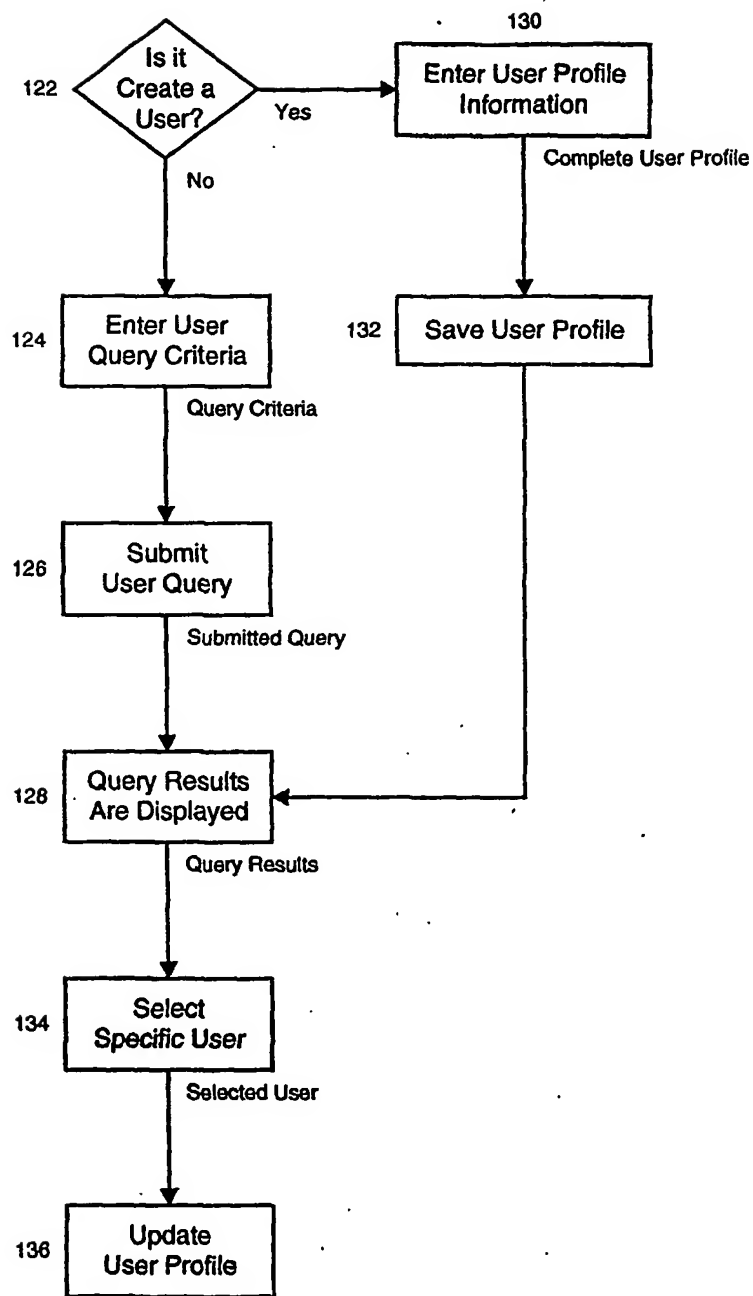 130
Is it
Create a
User?
122
Yes
Enter User Profile
Information
Complete User Profile
No
124
Enter User
Query Criteria
132
Save User Profile
Query Criteria
126
Submit
User Query
Submitted Query
128
Query Results
Are Displayed
Query Results
134
Select
Specific User
Selected User
136
Update
User Profile